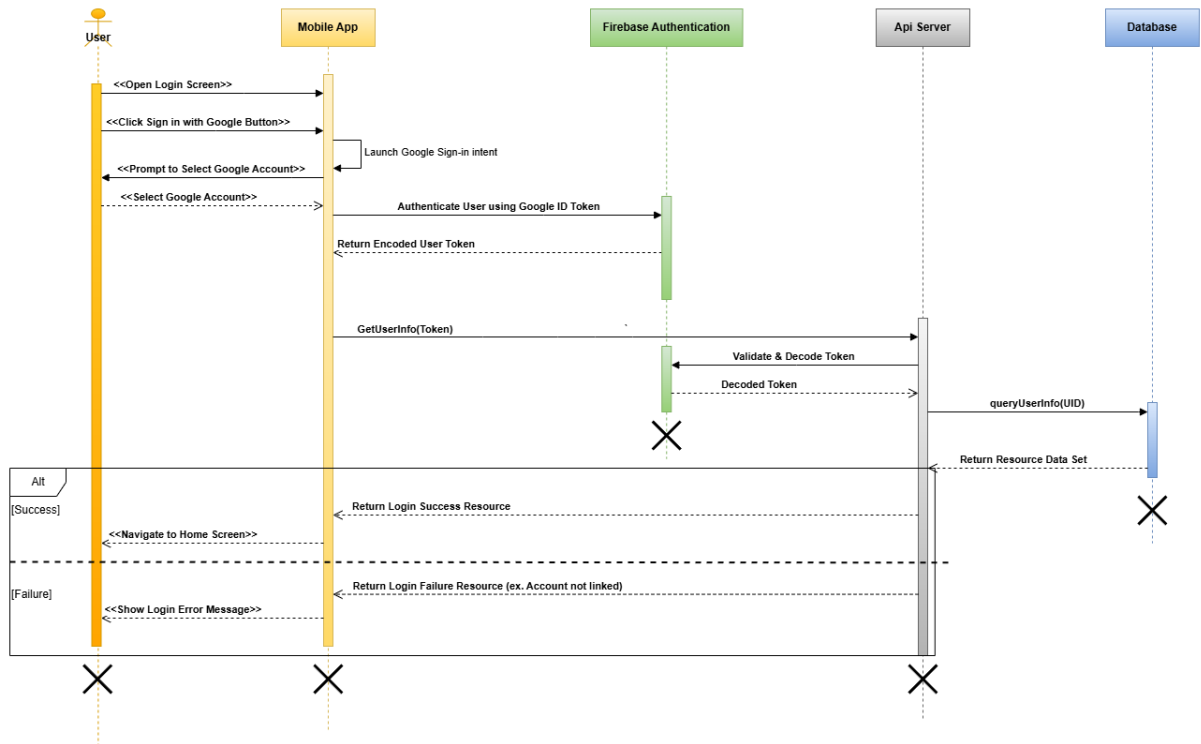 User
Mobile App
Firebase Authentication
Api Server
Database
<<Open Login Screen>>
<<Click Sign in with Google Button>>
Launch Google Sign-in intent
<<Prompt to Select Google Account>>
<<Select Google Account>>
Authenticate User using Google ID Token
Return Encoded User Token
GetUserInfo(Token)
Validate & Decode Token
Decoded Token
queryUserInfo(UID)
Return Resource Data Set
Alt
[Success]
Return Login Success Resource
<<Navigate to Home Screen>>
[Failure]
Return Login Failure Resource (ex. Account not linked)
<<Show Login Error Message>>